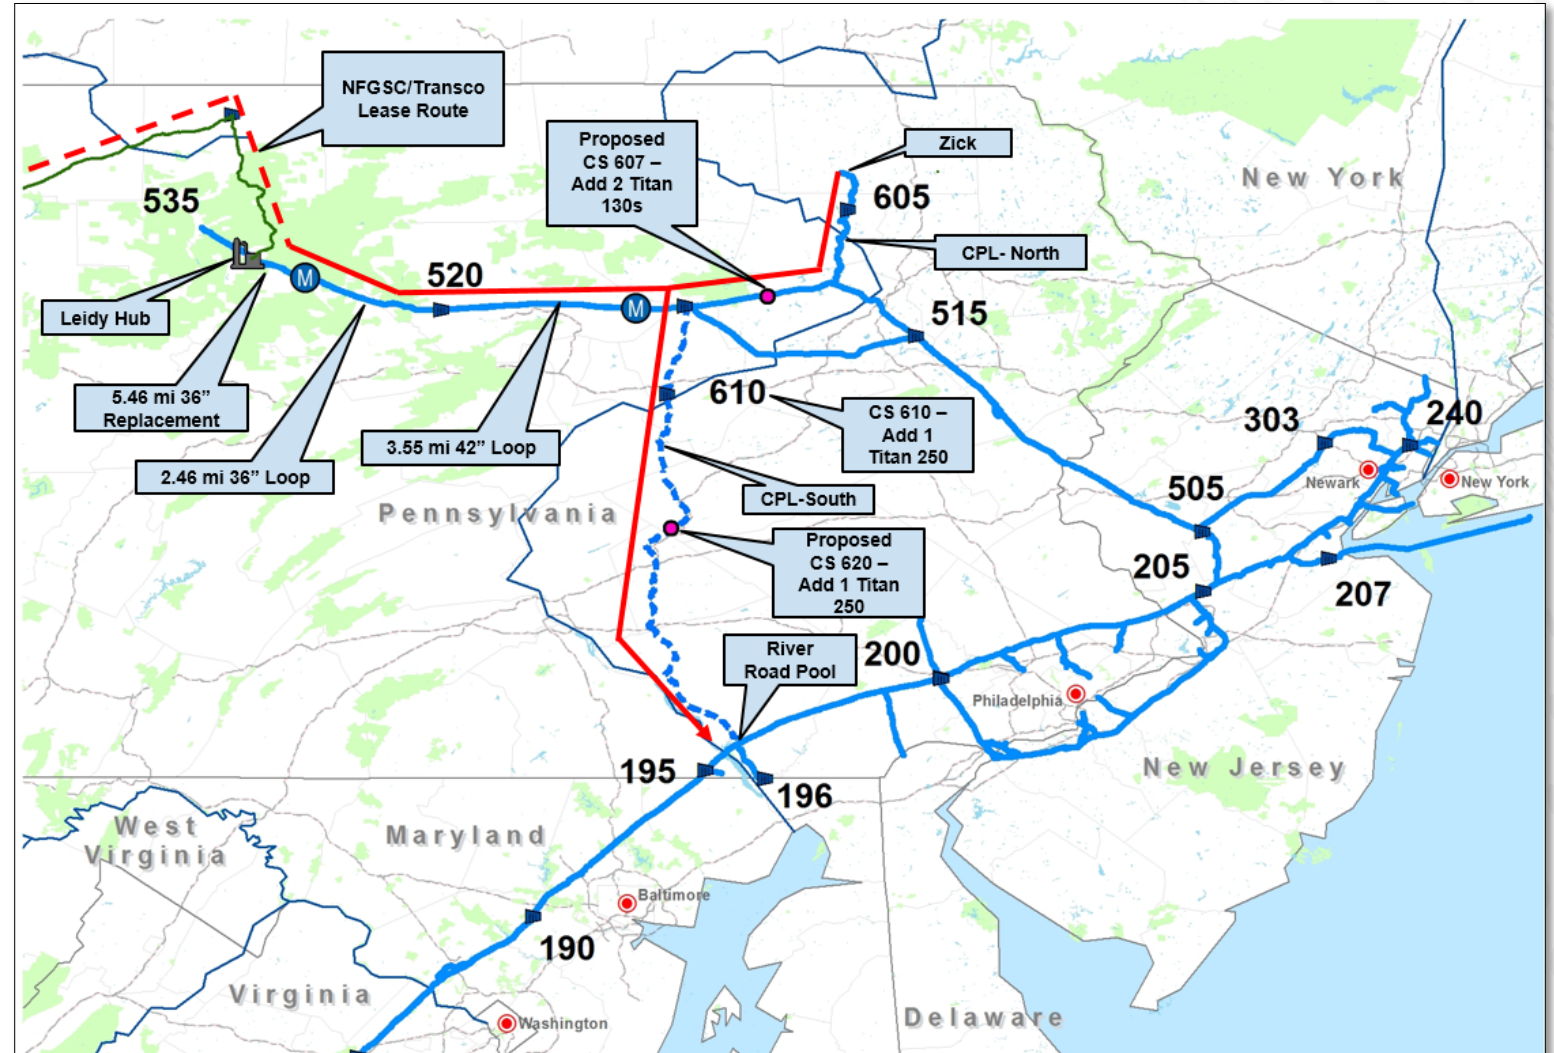 NFGSC/Transco
Lease Route
Proposed
CS 607 –
Add 2 Titan
130s
Zick
New York
535
605
CPL- North
520
M
M
Leidy Hub
515
5.46 mi 36”
Replacement
610
CS 610 –
Add 1
Titan 250
303
240
3.55 mi 42” Loop
2.46 mi 36” Loop
CPL-South
Newark
New York
505
Pennsylvania
Proposed
CS 620 –
Add 1 Titan
250
205
207
River
Road Pool
200
Philadelphia
195
196
New Jersey
West
Virginia
Maryland
Baltimore
190
Virginia
Washington
Delaware